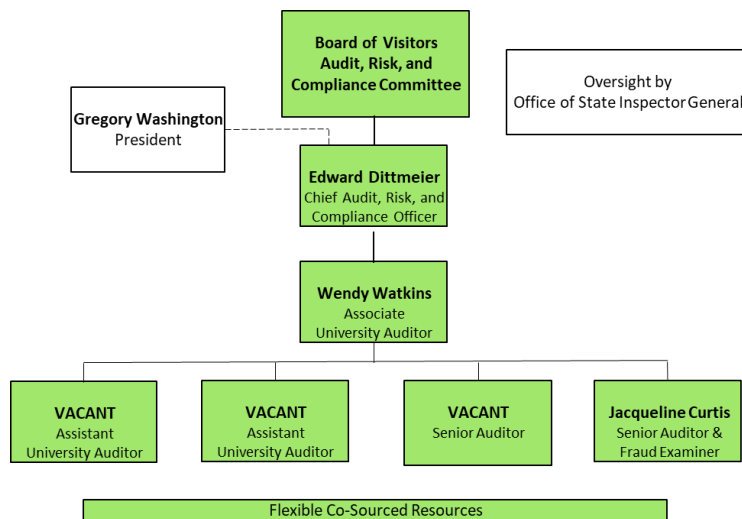 Board of Visitors
Audit, Risk, and
Compliance Committee
Oversight by
Office of State Inspector General
Gregory Washington
President
Edward Dittmeier
Chief Audit, Risk, and
Compliance Officer
Wendy Watkins
Associate
University Auditor
VACANT
Assistant
University Auditor
VACANT
Assistant
University Auditor
VACANT
Senior Auditor
Jacqueline Curtis
Senior Auditor &
Fraud Examiner
Flexible Co-Sourced Resources